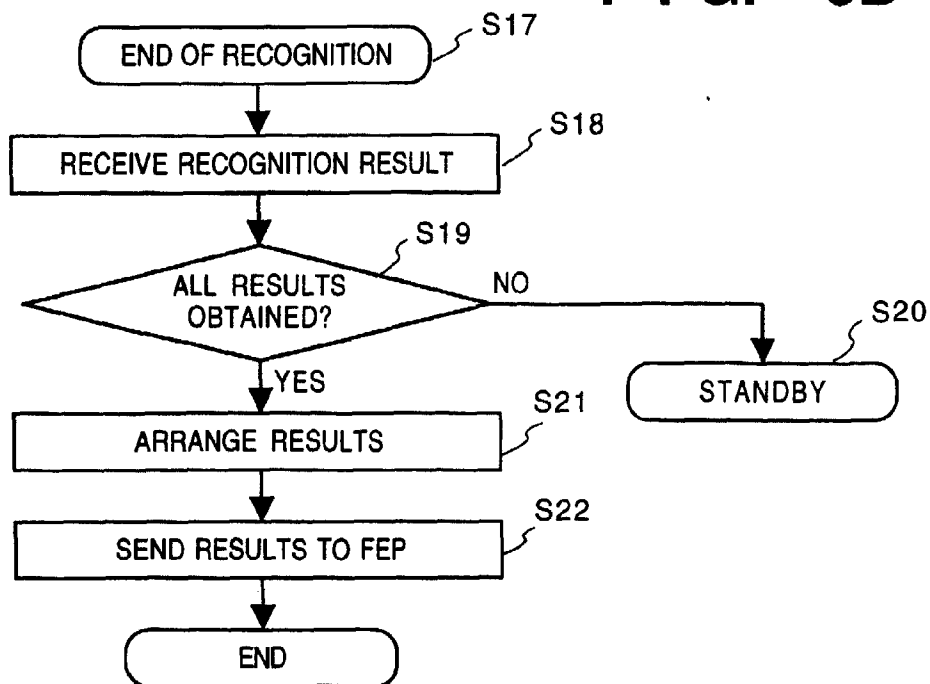 S17
END OF RECOGNITION
S18
RECEIVE RECOGNITION RESULT
S19
ALL RESULTS
OBTAINED?
NO
S20
STANDBY
YES
S21
ARRANGE RESULTS
S22
SEND RESULTS TO FEP
END